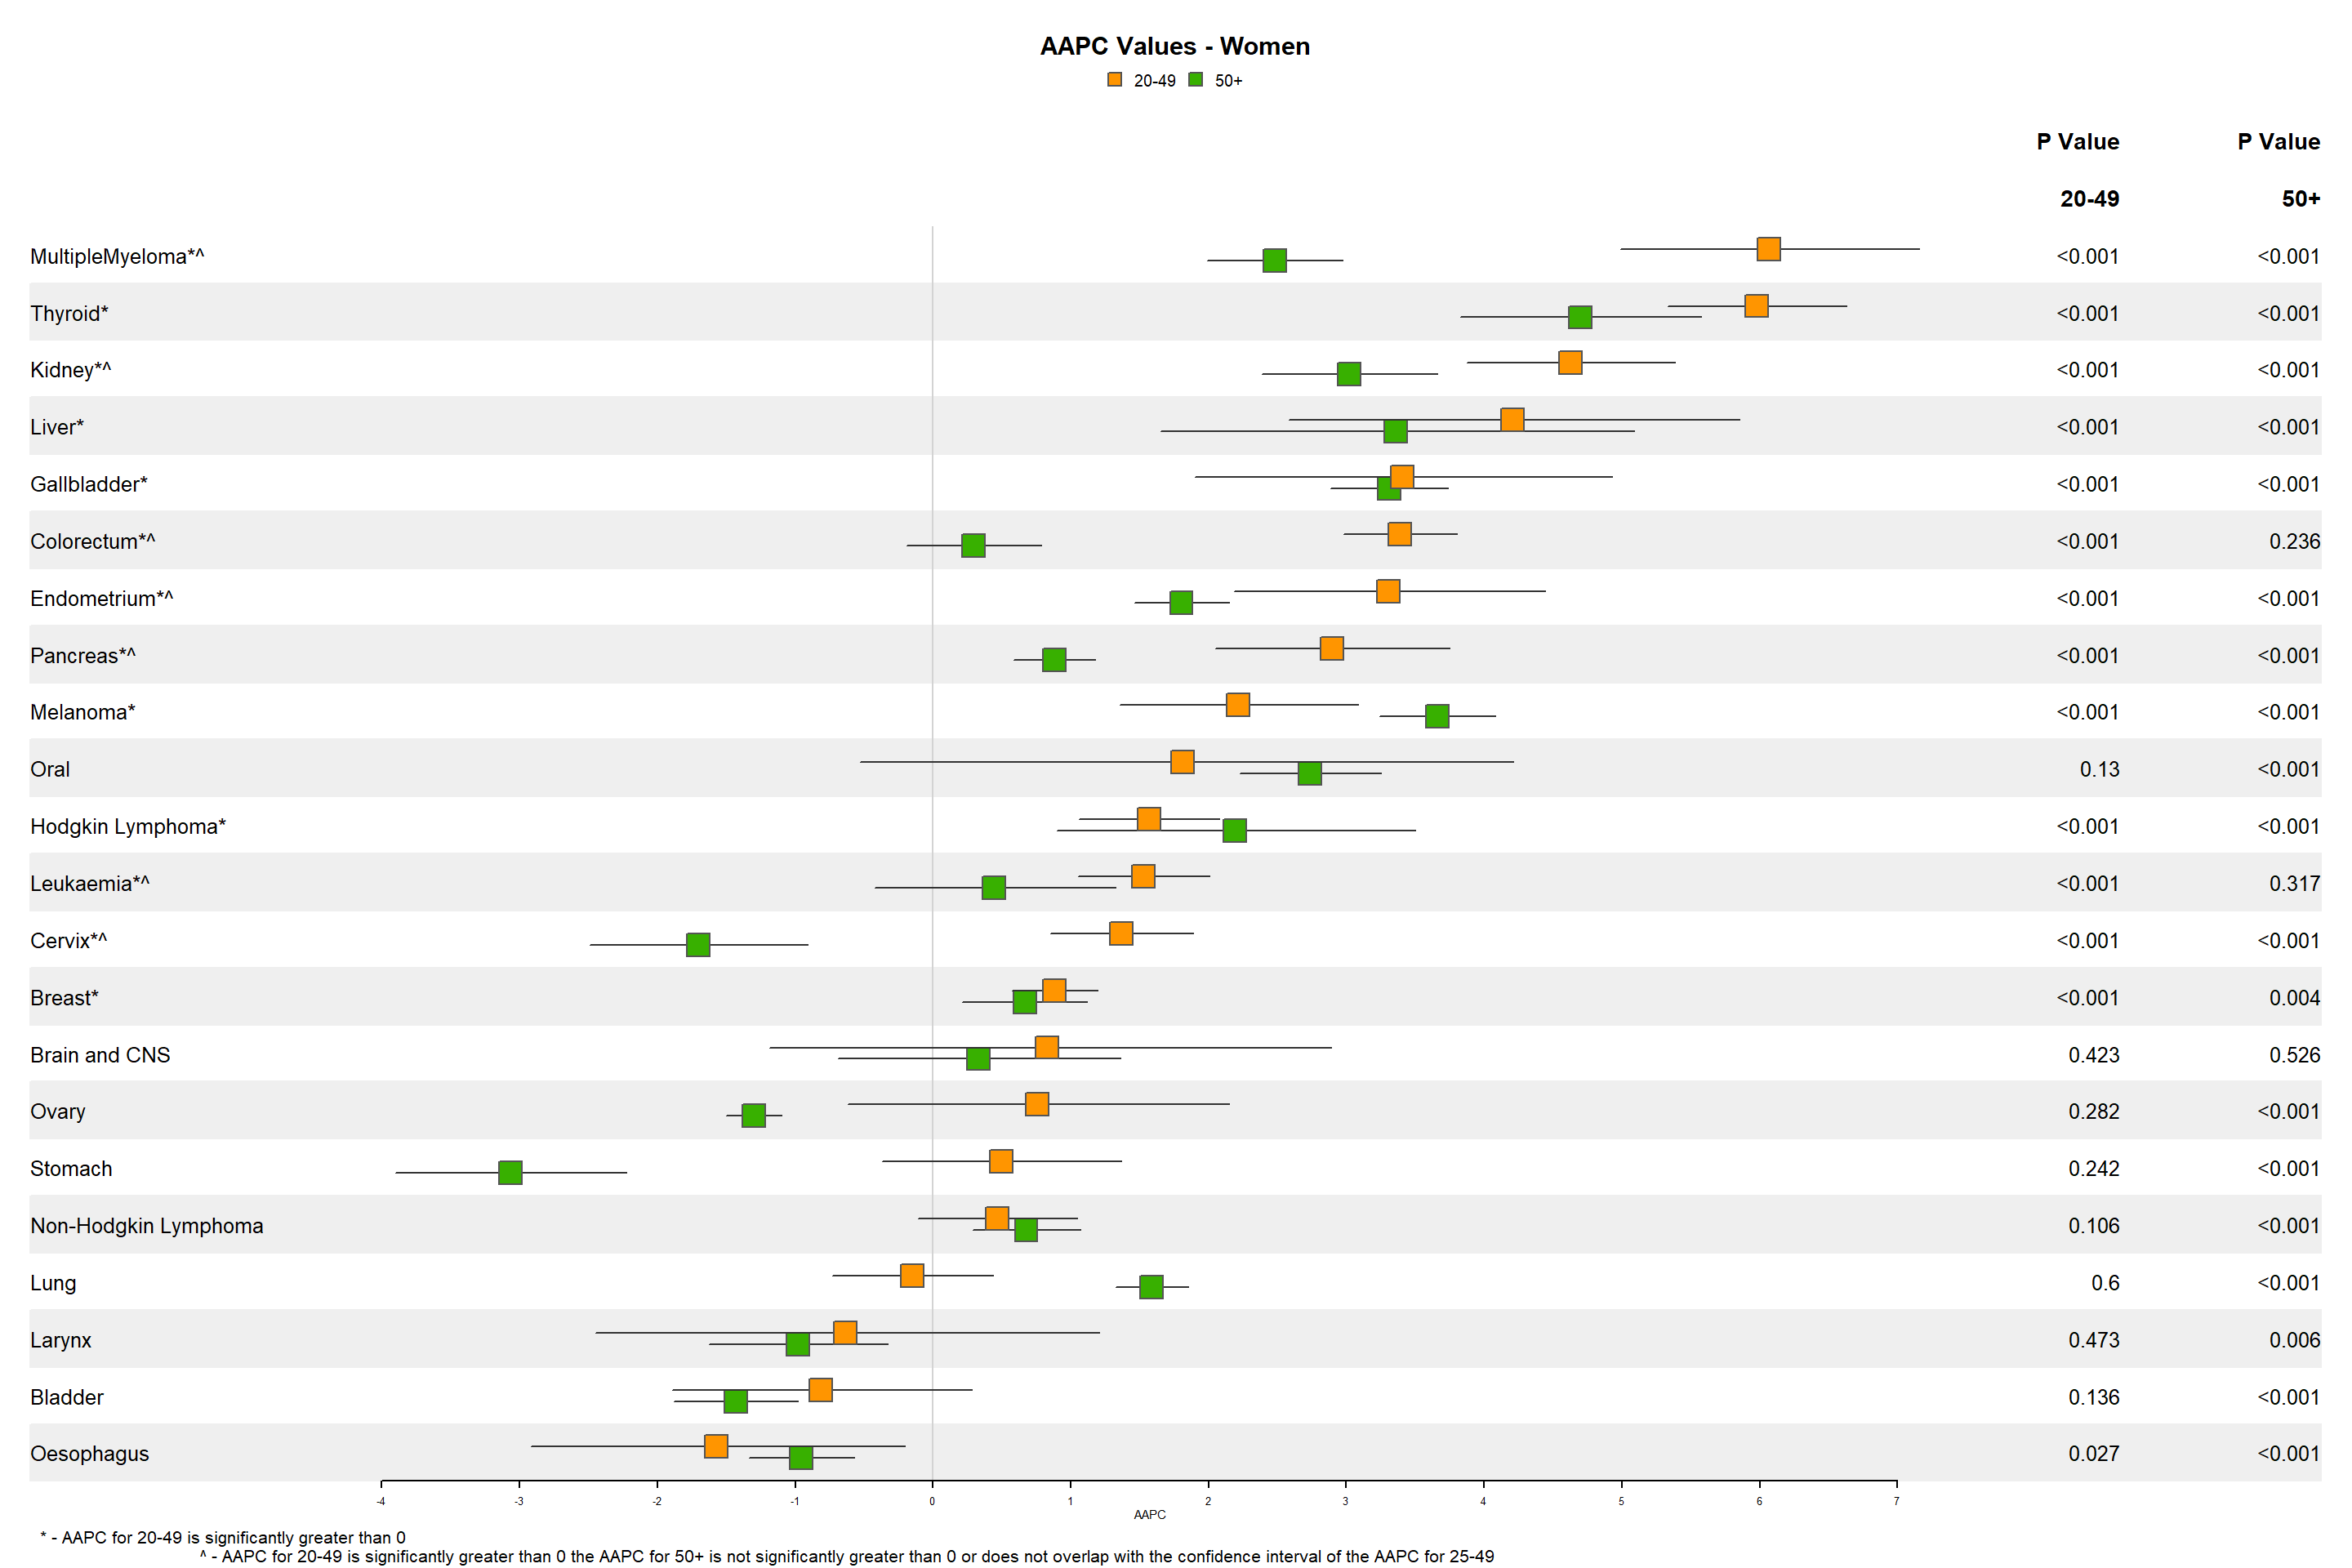 AAPC Values - Women
20-49 50+
P Value P Value
20-49 50+
MultipleMyeloma*^ <0.001 <0.001
Thyroid* <0.001 <0.001
Kidney*^ <0.001 <0.001
Liver* <0.001 <0.001
Gallbladder* <0.001 <0.001
Colorectum*^ <0.001 0.236
Endometrium*^ <0.001 <0.001
Pancreas*^ <0.001 <0.001
Melanoma* <0.001 <0.001
Oral 0.13 <0.001
Hodgkin Lymphoma* <0.001 <0.001
Leukaemia*^ <0.001 0.317
Cervix*^ <0.001 <0.001
Breast* <0.001 0.004
Brain and CNS 0.423 0.526
Ovary 0.282 <0.001
Stomach 0.242 <0.001
Non-Hodgkin Lymphoma 0.106 <0.001
Lung 0.6 <0.001
Larynx 0.473 0.006
Bladder 0.136 <0.001
Oesophagus 0.027 <0.001
-4 -3 -2 -1 0 1 2 3 4 5 6 7
AAPC
* - AAPC for 20-49 is significantly greater than 0
^ - AAPC for 20-49 is significantly greater than 0 the AAPC for 50+ is not significantly greater than 0 or does not overlap with the confidence interval of the AAPC for 25-49